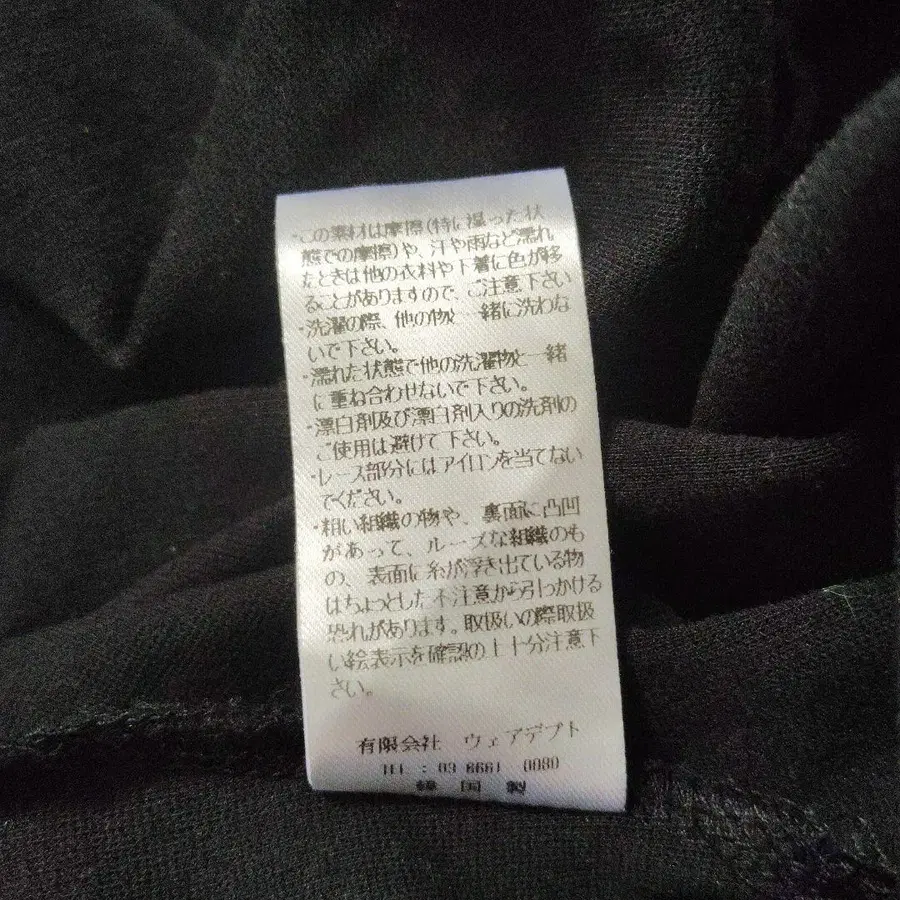 ・この素材は摩擦(特に湿った状
態での摩擦)や、汗や雨など濡れ
たときは他の衣料や下着に色が移
ることがありますので、ご注意下さい
・洗濯の際、他の物と一緒に洗わな
いで下さい。
・濡れた状態で他の洗濯物と一緒
に重ね合わせないで下さい。
・漂白剤及び漂白剤入りの洗剤の
ご使用は避けて下さい。
・レース部分にはアイロンを当てない
でください。
・粗い組織の物や、裏面に凸凹
があって、ルーズな組織のも
の、表面に糸が浮き出ている物
はちょっとした不注意から引っかける
恐れがあります。取扱いの際取扱
い絵表示を確認の上十分注意下
さい。
有限会社 ウェアデプト
TEL : 03